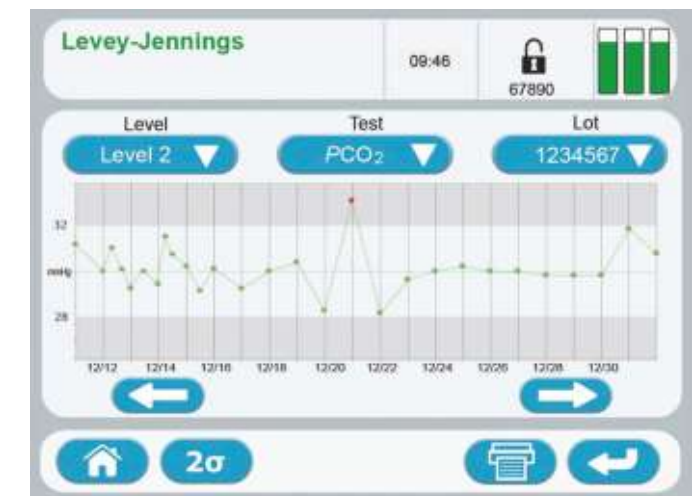 Levey-Jennings
09:46
67890
Level Test Lot
Level 2 PCO₂ 1234567
32
mmHg
28
12/12 12/14 12/16 12/18 12/20 12/22 12/24 12/26 12/28 12/30
2σ